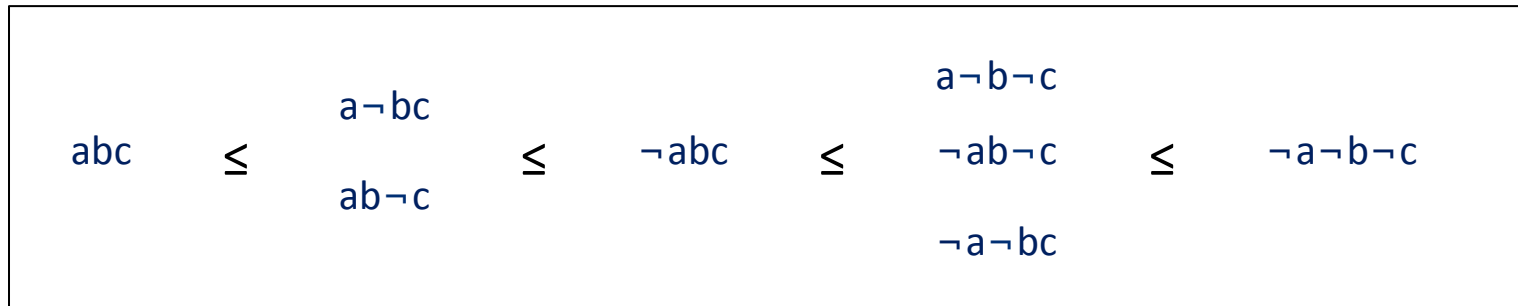 a¬b¬c
a¬bc
abc ≤ ≤ ¬abc ≤ ¬ab¬c ≤ ¬a¬b¬c
ab¬c
¬a¬bc